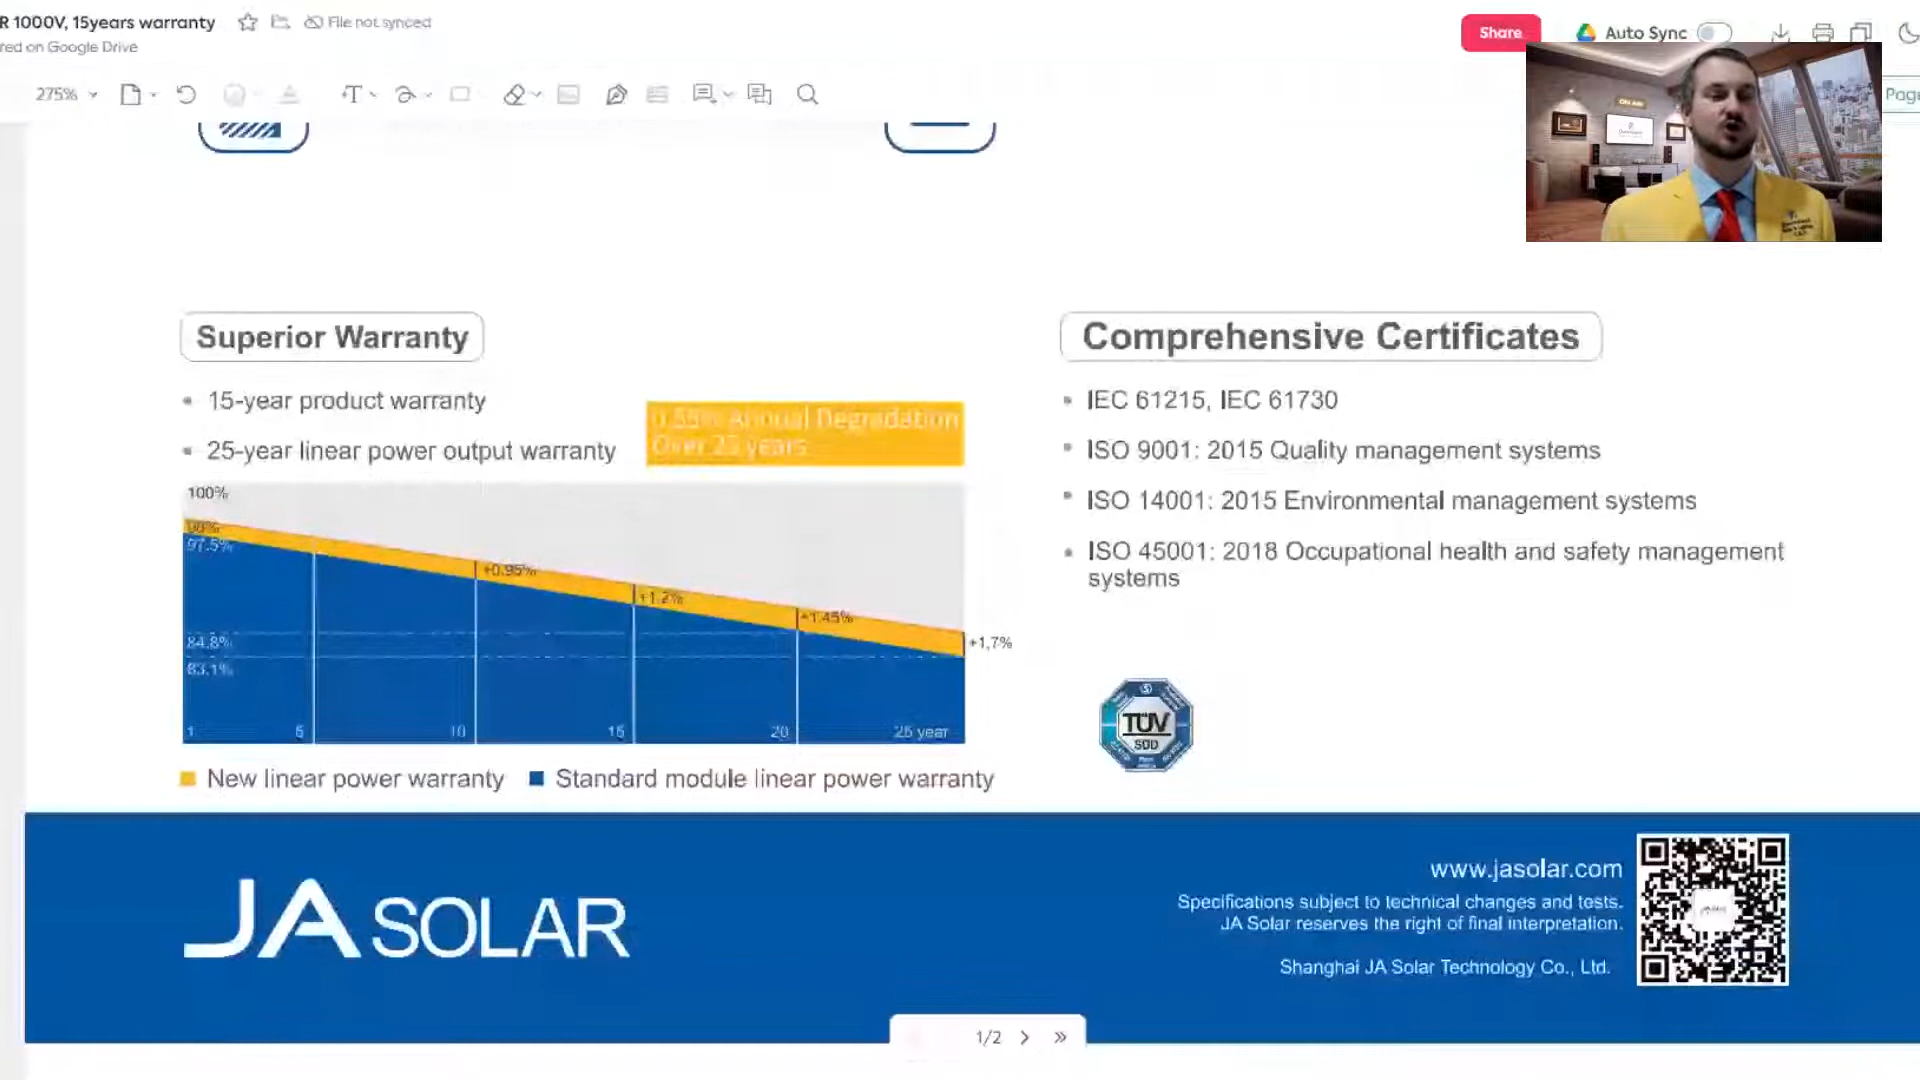 R 1000V, 15years warranty
File not synced
red on Google Drive
Share
Auto Sync
275%
Page
Superior Warranty
15-year product warranty
25-year linear power output warranty
0.55% Annual Degradation
Over 25 years
100%
98%
97.5%
+0.95%
+1.2%
+1.45%
+1.7%
84.8%
83.1%
1 5 10 15 20 25 year
New linear power warranty Standard module linear power warranty
Comprehensive Certificates
IEC 61215, IEC 61730
ISO 9001: 2015 Quality management systems
ISO 14001: 2015 Environmental management systems
ISO 45001: 2018 Occupational health and safety management
systems
TÜV
SÜD
JA SOLAR
www.jasolar.com
Specifications subject to technical changes and tests.
JA Solar reserves the right of final interpretation.
Shanghai JA Solar Technology Co., Ltd.
1/2